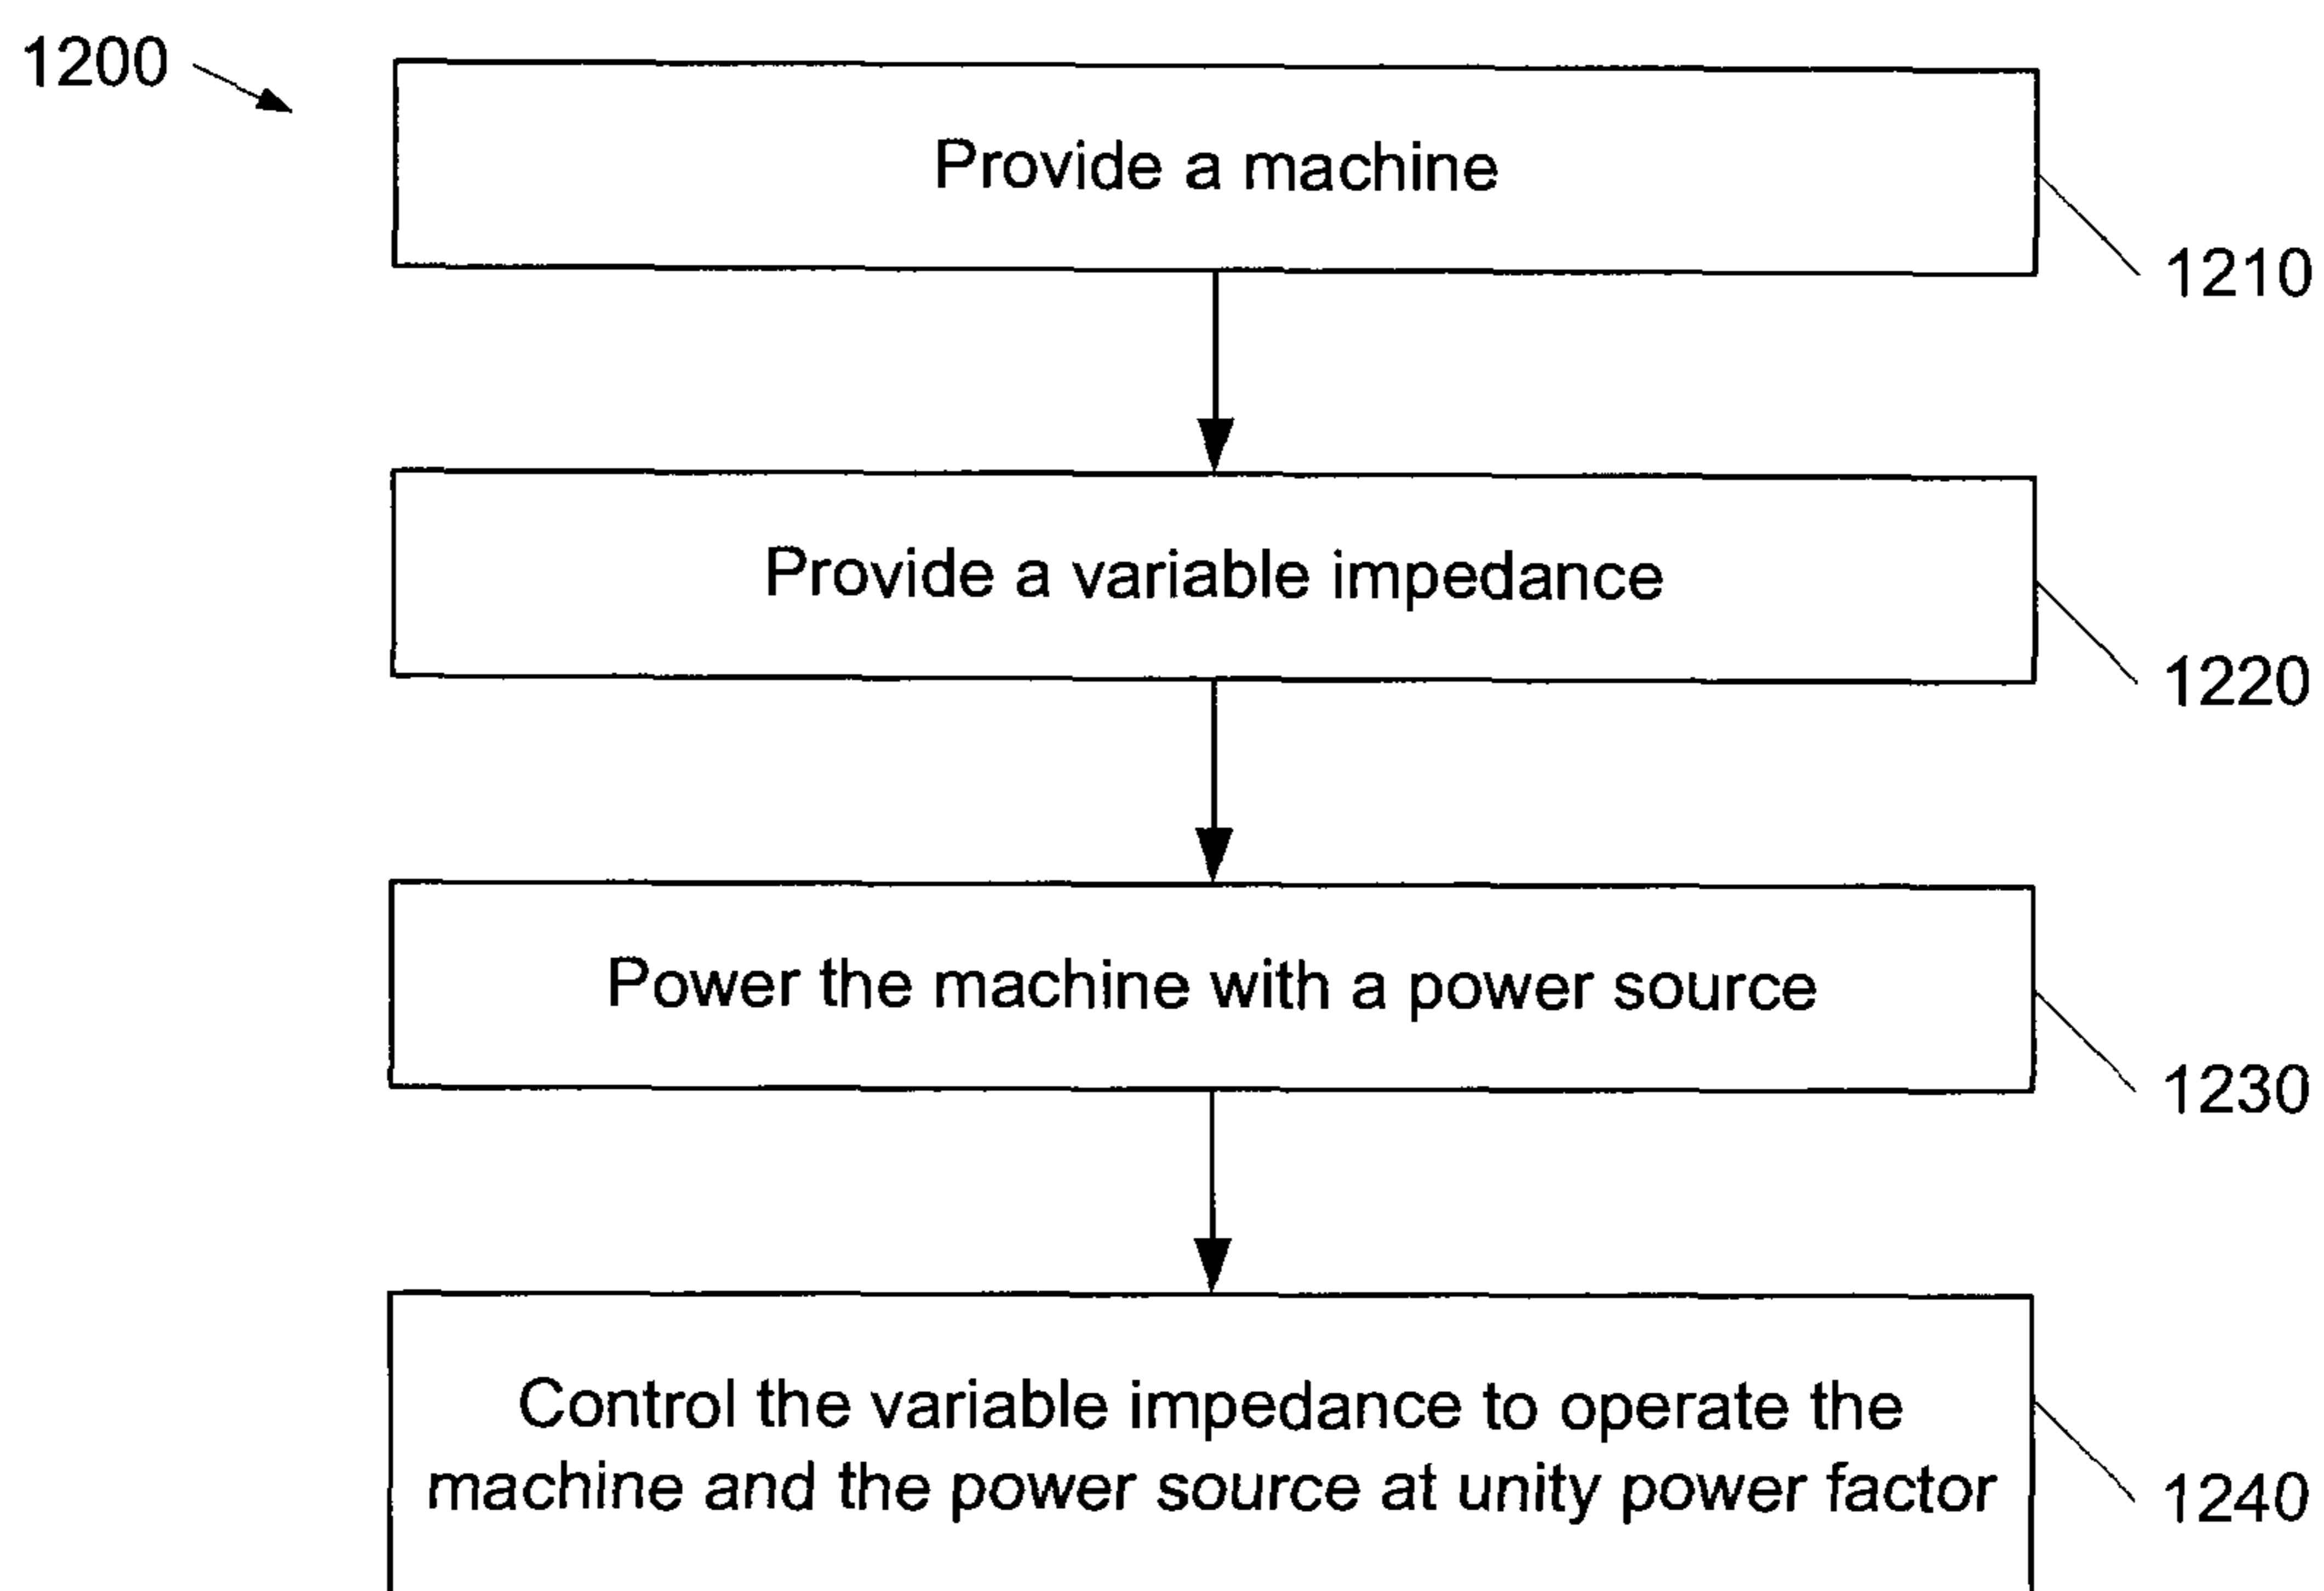 1200
Provide a machine
1210
Provide a variable impedance
1220
Power the machine with a power source
1230
Control the variable impedance to operate the
machine and the power source at unity power factor
1240